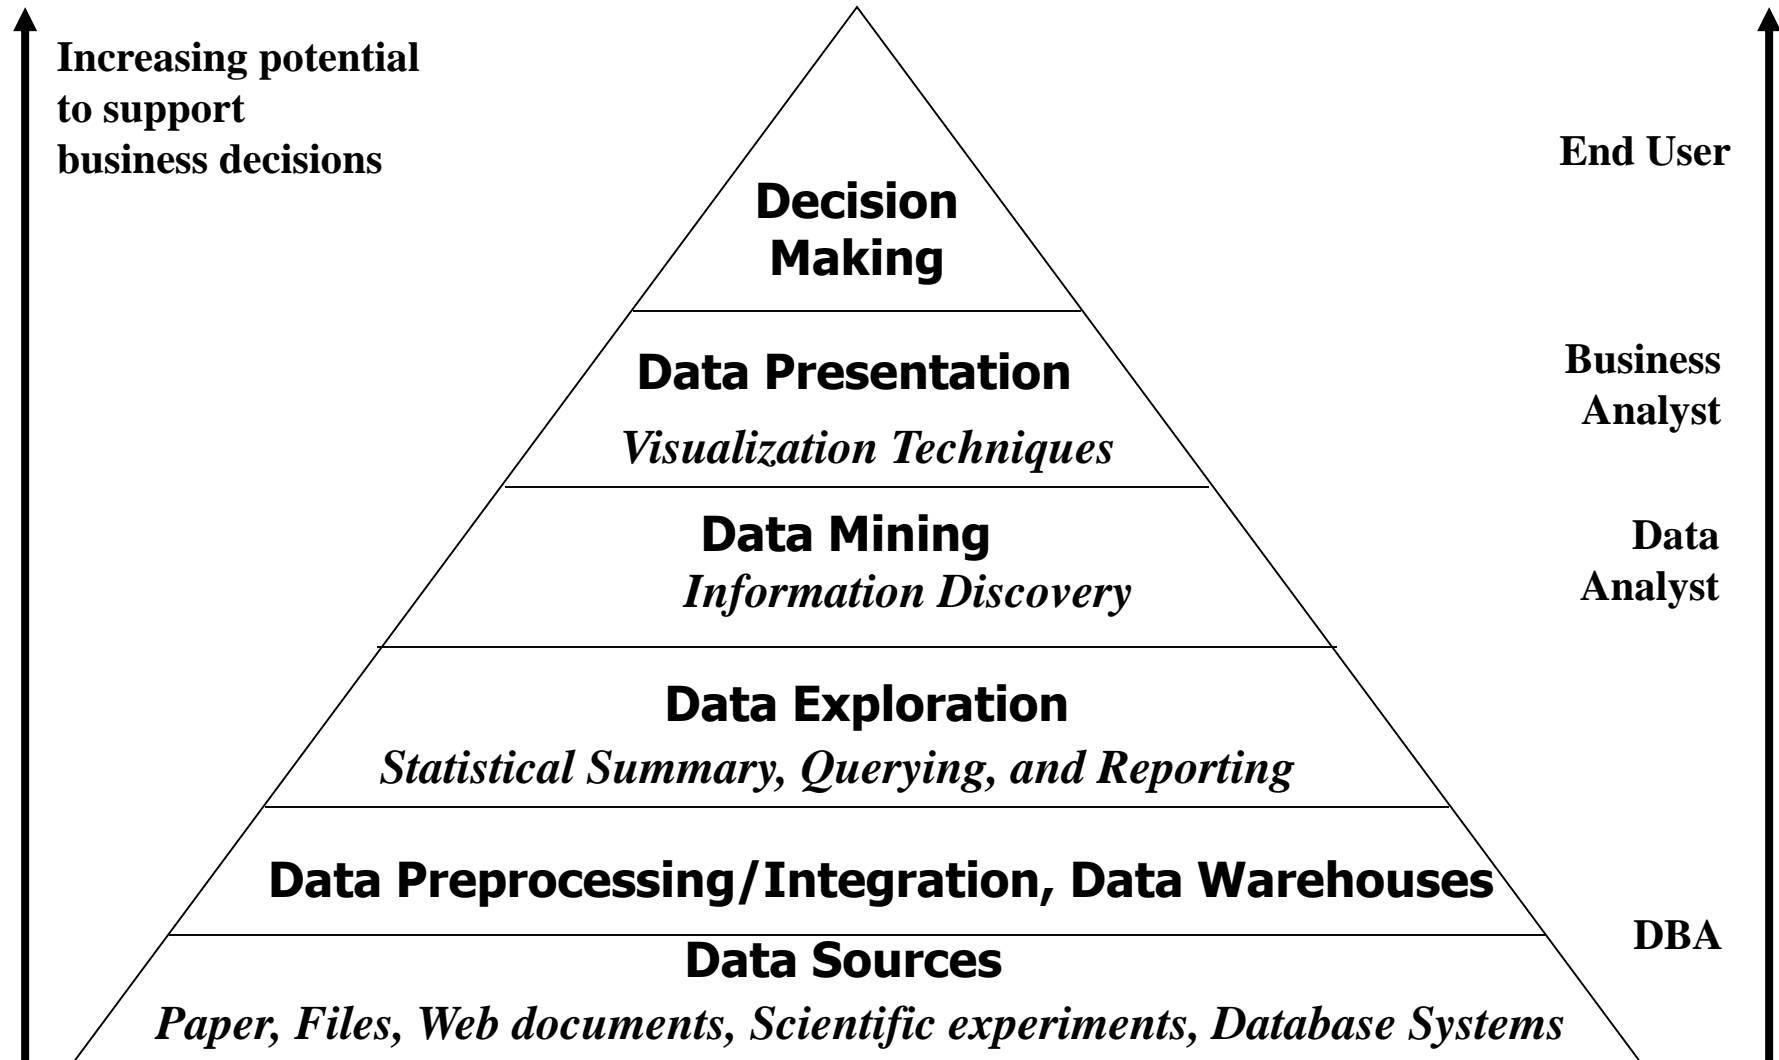 Increasing potential
to support
business decisions
End User
Decision
Making
Business
Analyst
Data Presentation
Visualization Techniques
Data
Analyst
Data Mining
Information Discovery
Data Exploration
Statistical Summary, Querying, and Reporting
Data Preprocessing/Integration, Data Warehouses
DBA
Data Sources
Paper, Files, Web documents, Scientific experiments, Database Systems